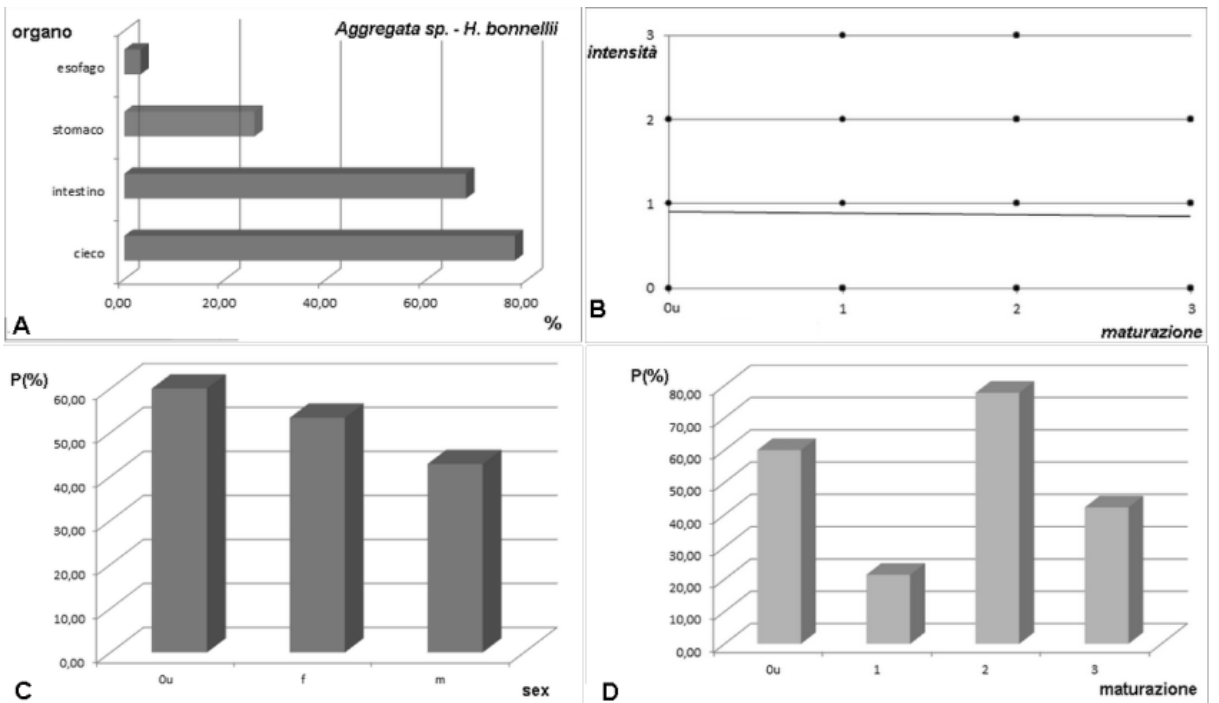 organo
Aggregata sp. - H. bonnellii
esofago
stomaco
intestino
cieco
0,00 20,00 40,00 60,00 80,00
%
A
3
intensità
2
1
0
0u 1 2 3
maturazione
B
P(%)
60,00
50,00
40,00
30,00
20,00
10,00
0,00
0u f m
sex
C
P(%)
80,00
70,00
60,00
50,00
40,00
30,00
20,00
10,00
0,00
0u 1 2 3
maturazione
D